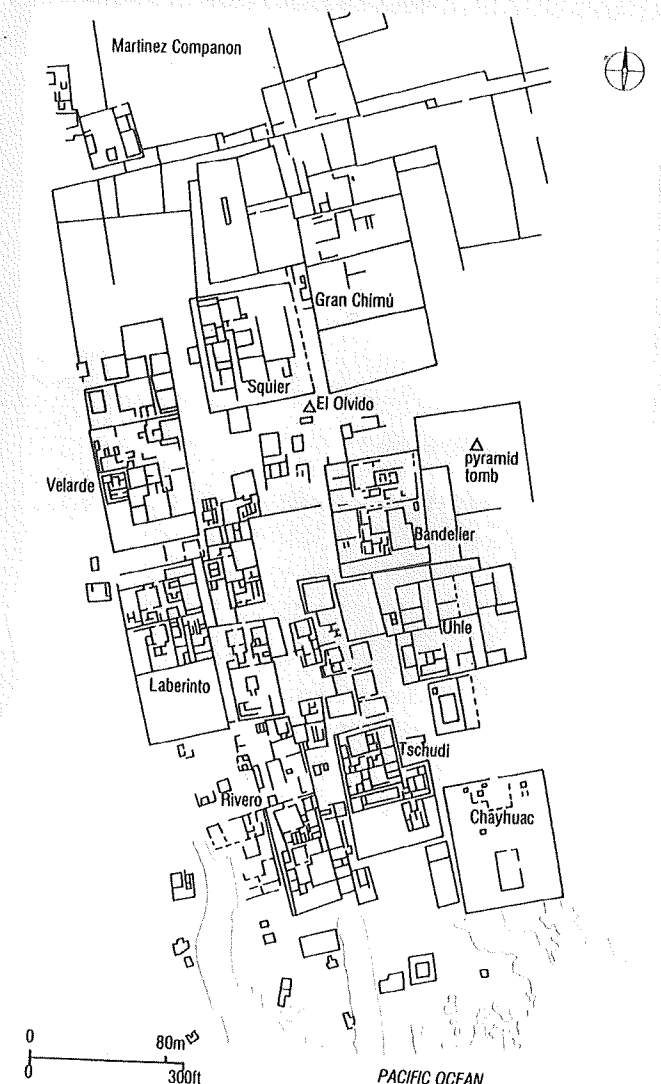 Martinez Companon
Gran Chimú
Squier
El Olvido
pyramid
tomb
Velarde
Bandelier
Uhle
Laberinto
Tschudi
Rivero
Chayhuac
0 80m
0 300ft
PACIFIC OCEAN